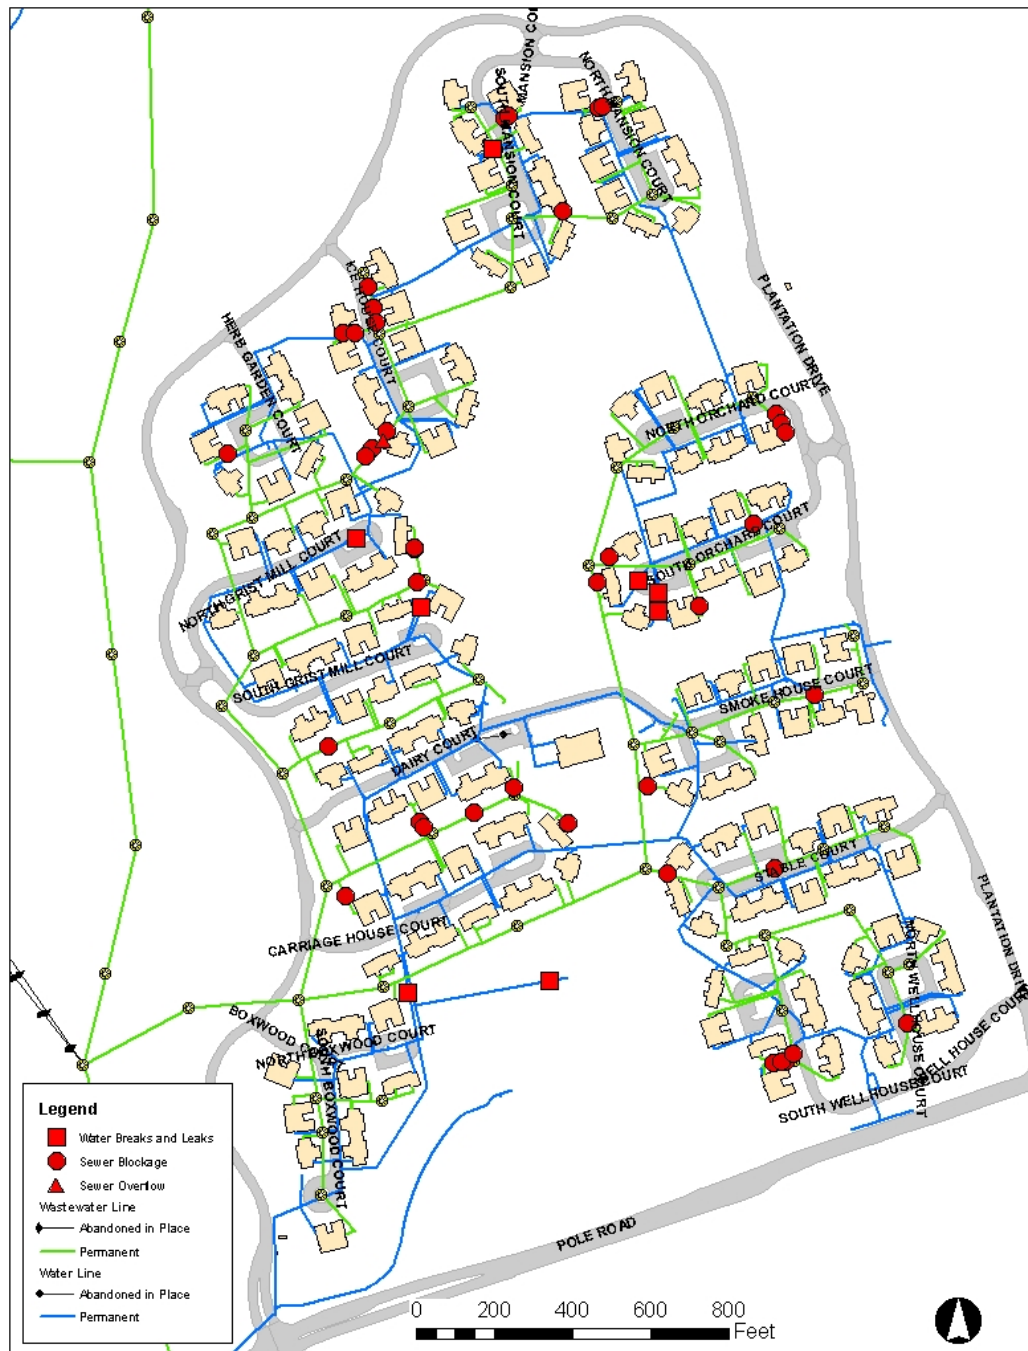 MANSION CO
SOUTH MANSION COURT
NORTH MANSION COURT
ICE HOUSE COURT
PLANTATION DRIVE
HERB GARDEN COURT
NORTH ORCHARD COURT
SOUTH ORCHARD COURT
NORTH GRIST MILL COURT
SOUTH GRIST MILL COURT
SMOKE HOUSE COURT
DAIRY COURT
STABLE COURT
PLANTATION DRIVE
CARRIAGE HOUSE COURT
NORTH WELL HOUSE COURT
WELL HOUSE COURT
BOXWOOD
NORTH BOXWOOD COURT
SOUTH BOXWOOD COURT
SOUTH WELLHOUSE COURT
POLE ROAD
Legend
Water Breaks and Leaks
Sewer Blockage
Sewer Overflow
Wastewater Line
Abandoned in Place
Permanent
Water Line
Abandoned in Place
Permanent
0 200 400 600 800
Feet